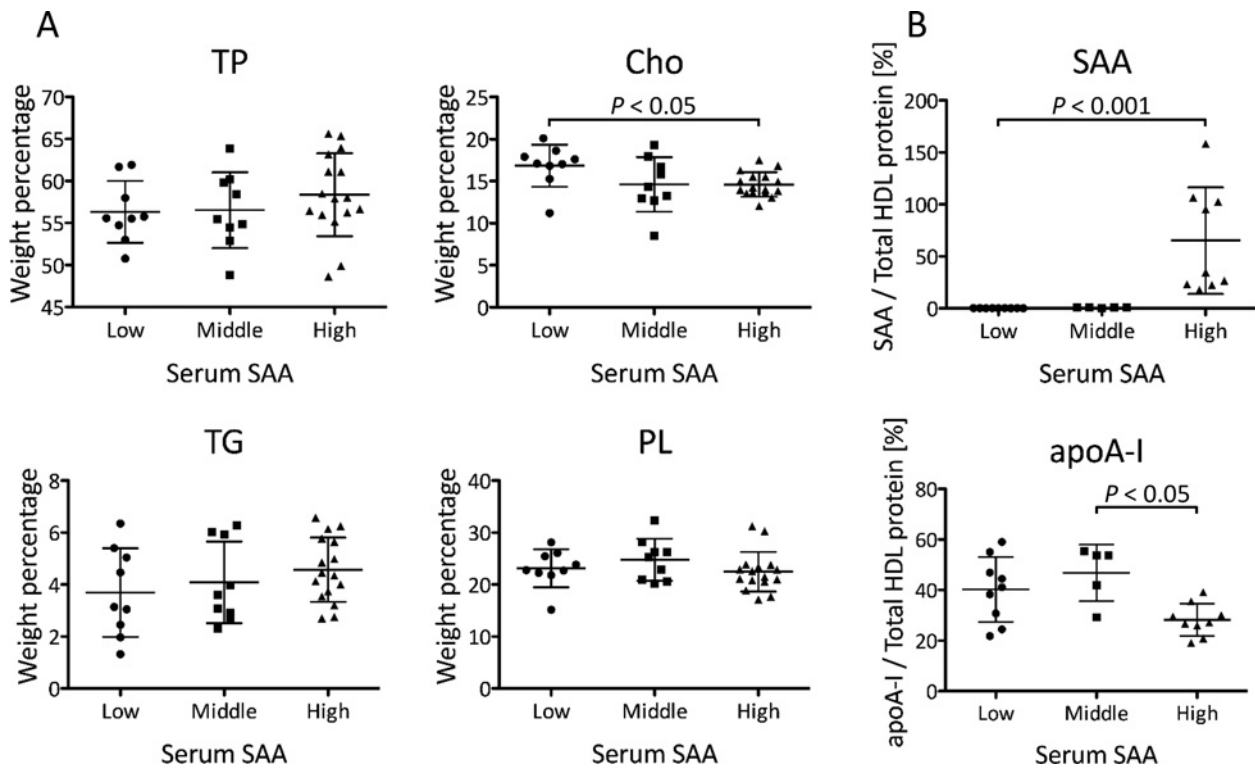 A
TP
Weight percentage
70
65
60
55
50
45
Low Middle High
Serum SAA
Cho
Weight percentage
25
20
15
10
5
0
P < 0.05
Low Middle High
Serum SAA
B
SAA
SAA / Total HDL protein [%]
200
150
100
50
0
P < 0.001
Low Middle High
Serum SAA
TG
Weight percentage
8
6
4
2
0
Low Middle High
Serum SAA
PL
Weight percentage
40
30
20
10
0
Low Middle High
Serum SAA
apoA-I
apoA-I / Total HDL protein [%]
80
60
40
20
0
P < 0.05
Low Middle High
Serum SAA